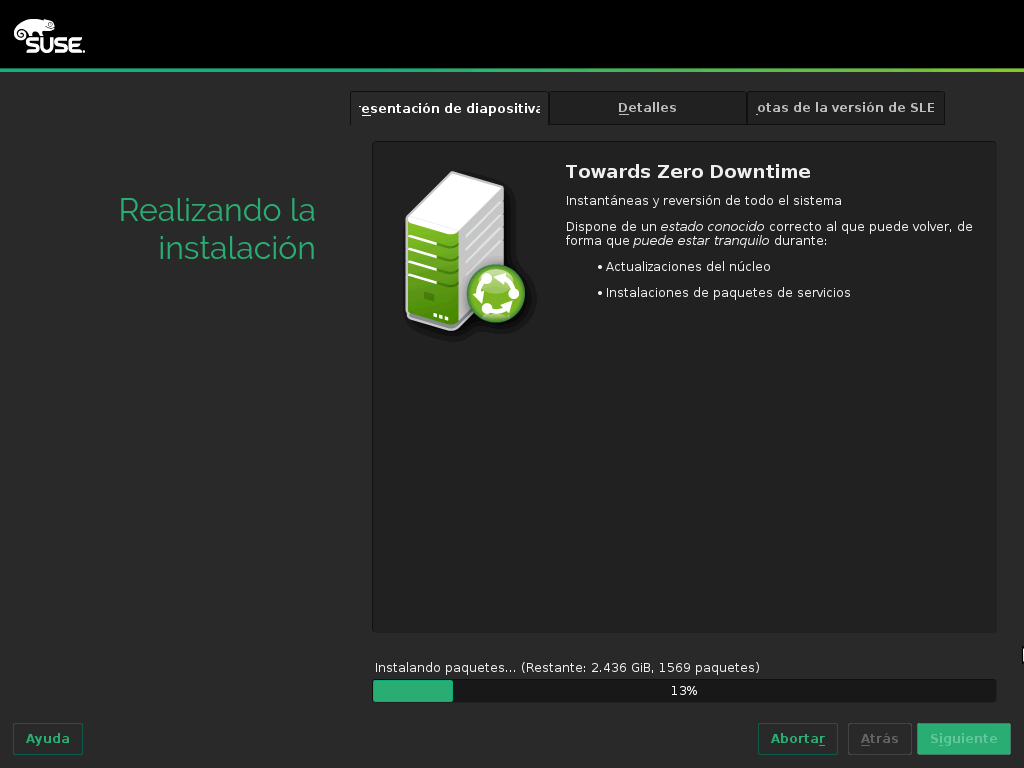 SUSE.
esentación de diapositiva
Detalles
otas de la versión de SLE
Realizando la
instalación
Towards Zero Downtime
Instantáneas y reversión de todo el sistema
Dispone de un estado conocido correcto al que puede volver, de
forma que puede estar tranquilo durante:
• Actualizaciones del núcleo
• Instalaciones de paquetes de servicios
Instalando paquetes... (Restante: 2.436 GiB, 1569 paquetes)
13%
Ayuda
Abortar
Atrás
Siguiente